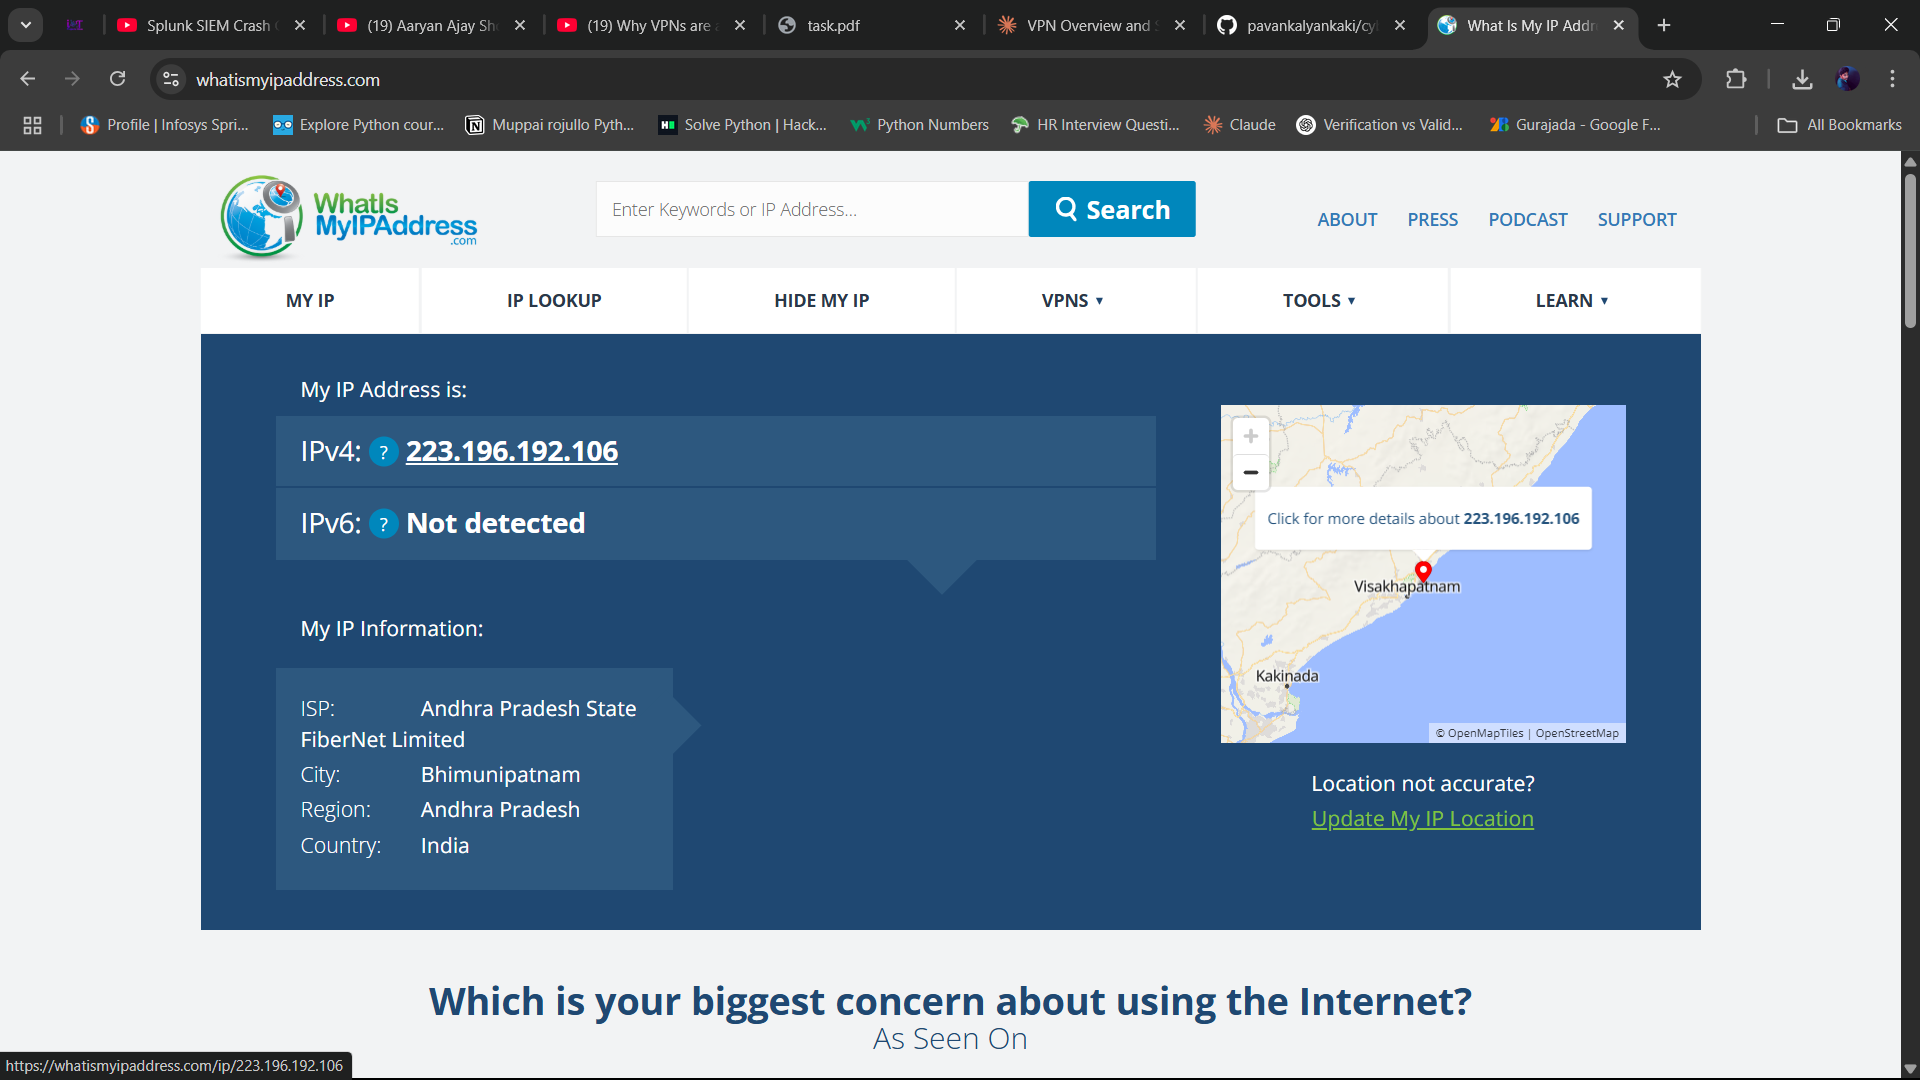 Splunk SIEM Crash
(19) Aaryan Ajay Sh
(19) Why VPNs are
task.pdf
VPN Overview and
pavankalyankaki/cy
What Is My IP Addr
whatismyipaddress.com
Profile | Infosys Spri...
Explore Python cour...
Muppai rojullo Pyth...
Solve Python | Hack...
Python Numbers
HR Interview Questi...
Claude
Verification vs Valid...
Gurajada - Google F...
All Bookmarks
WhatIs
MyIPAddress
.com
Enter Keywords or IP Address...
Search
ABOUT
PRESS
PODCAST
SUPPORT
MY IP
IP LOOKUP
HIDE MY IP
VPNS ▾
TOOLS ▾
LEARN ▾
My IP Address is:
IPv4: ? 223.196.192.106
IPv6: ? Not detected
My IP Information:
ISP: Andhra Pradesh State
FiberNet Limited
City: Bhimunipatnam
Region: Andhra Pradesh
Country: India
+
−
Click for more details about 223.196.192.106
Visakhapatnam
Kakinada
© OpenMapTiles | OpenStreetMap
Location not accurate?
Update My IP Location
Which is your biggest concern about using the Internet?
As Seen On
https://whatismyipaddress.com/ip/223.196.192.106